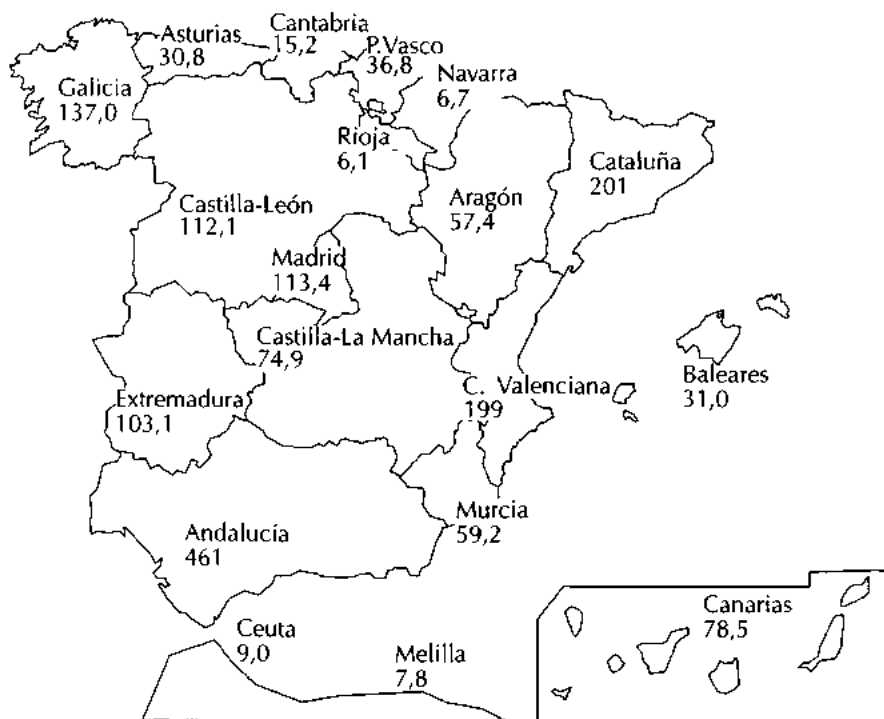 Cantabria
15,2
Asturias
30,8
P.Vasco
36,8
Navarra
6,7
Galicia
137,0
Rioja
6,1
Cataluña
201
Aragón
57,4
Castilla-León
112,1
Madrid
113,4
Castilla-La Mancha
74,9
Baleares
31,0
C. Valenciana
199
Extremadura
103,1
Murcia
59,2
Andalucía
461
Canarias
78,5
Ceuta
9,0
Melilla
7,8